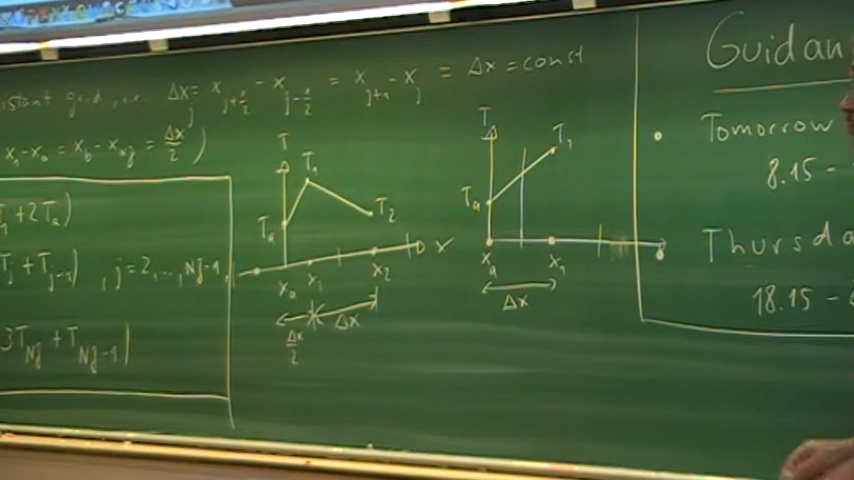 istant grid, i.e. Δx_j = x_{j+1/2} - x_{j-1/2} = x_{j+1} - x_j = Δx = const
x_1 - x_a = x_b - x_{NJ} = Δx/2 )
T_1 + 2T_a)
T_j + T_{j-1}) , j=2,...,NJ-1,
3T_{NJ} + T_{NJ-1})
T
T_1
T_a
T_2
x
x_a x_1 x_2
Δx/2 Δx
T
T_1
T_a
x_a x_1
Δx
Guidan
Tomorrow
8.15 -
Thursda
18.15 -